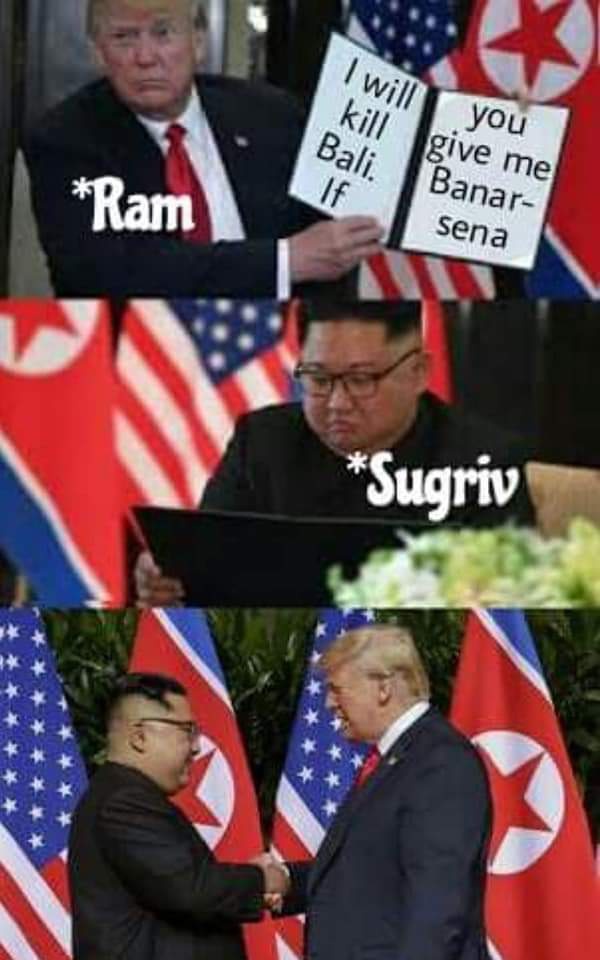 I will
kill
Bali.
If
you
give me
Banar-
sena
*Ram
*Sugriv